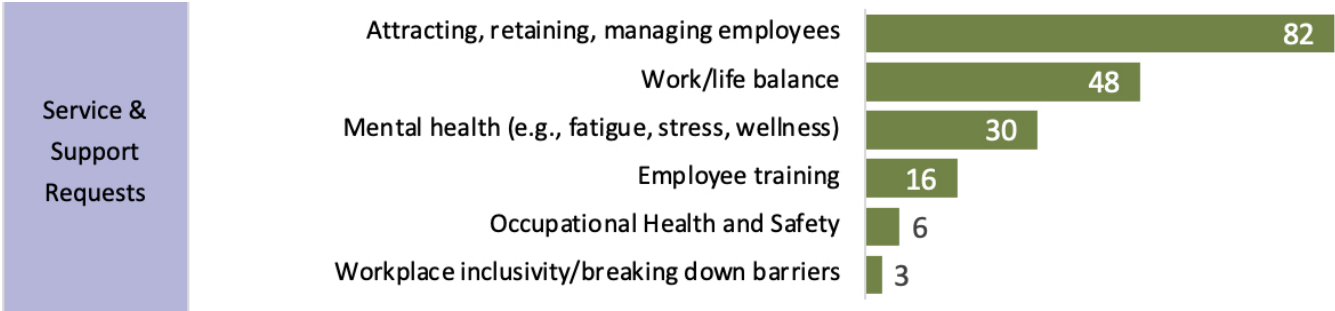 Service &
Support
Requests
Attracting, retaining, managing employees 82
Work/life balance 48
Mental health (e.g., fatigue, stress, wellness) 30
Employee training 16
Occupational Health and Safety 6
Workplace inclusivity/breaking down barriers 3